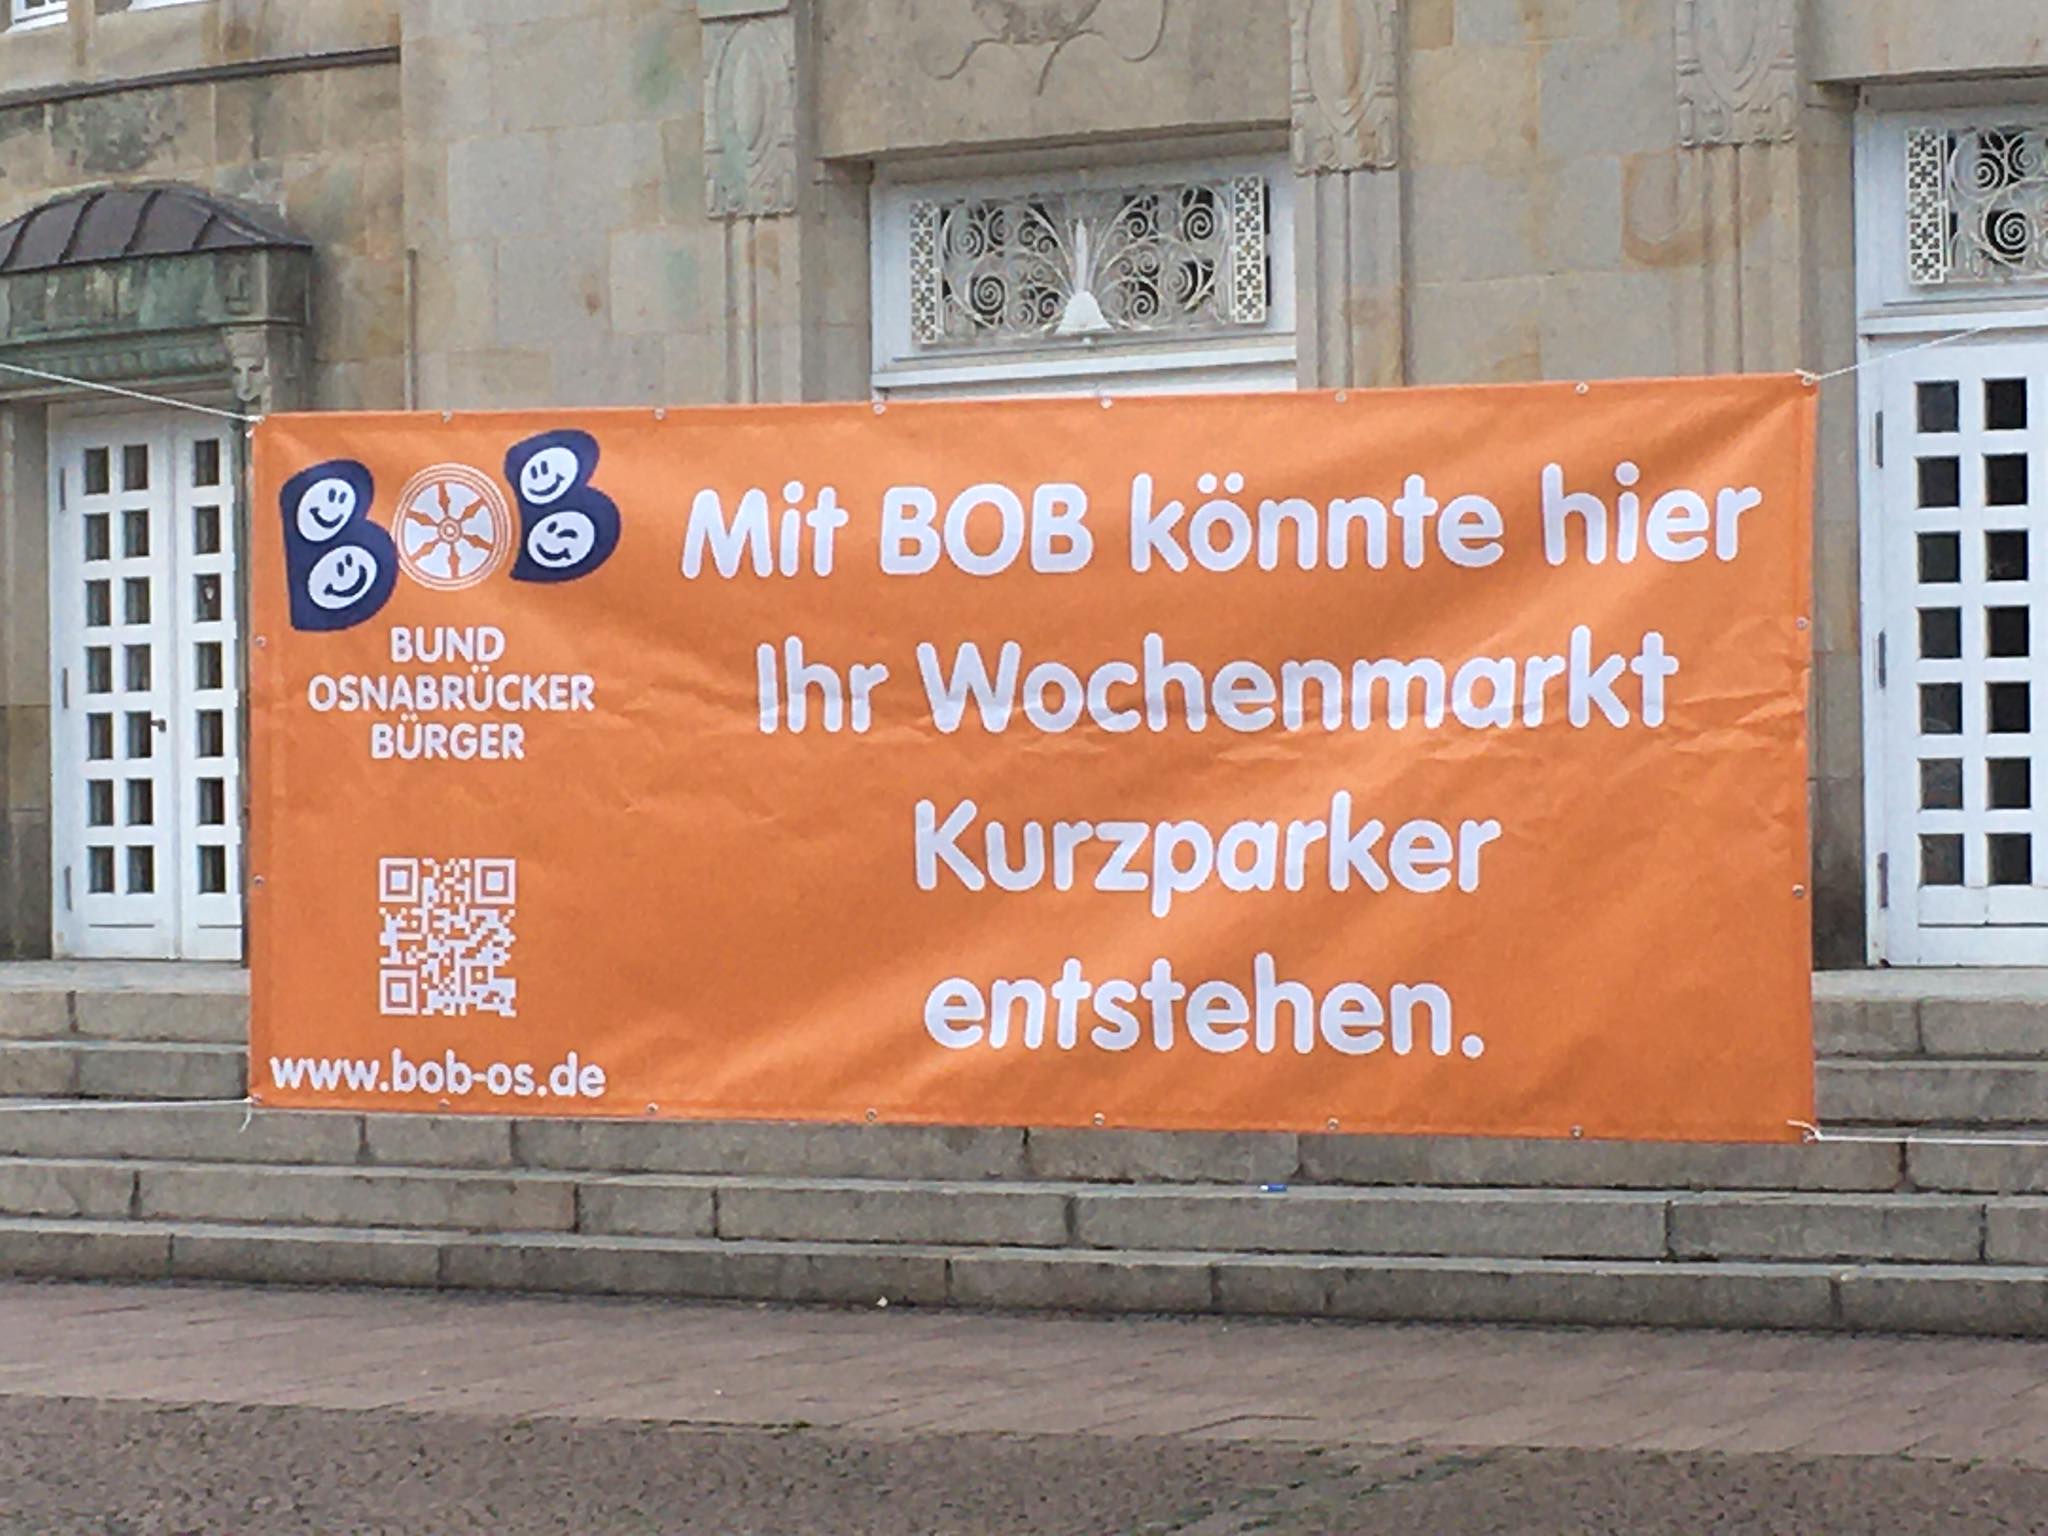 BOB
BUND
OSNABRÜCKER
BÜRGER
www.bob-os.de
Mit BOB könnte hier
Ihr Wochenmarkt
Kurzparker
entstehen.